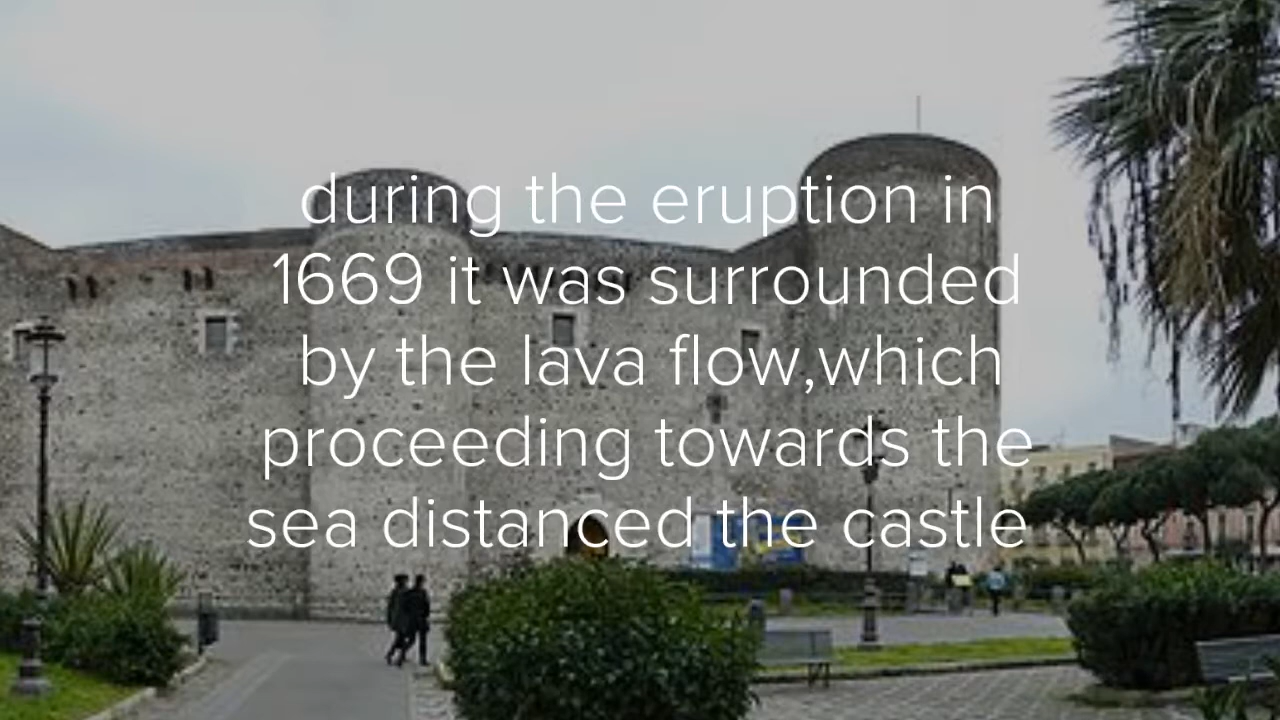 during the eruption in
1669 it was surrounded
by the lava flow,which
proceeding towards the
sea distanced the castle